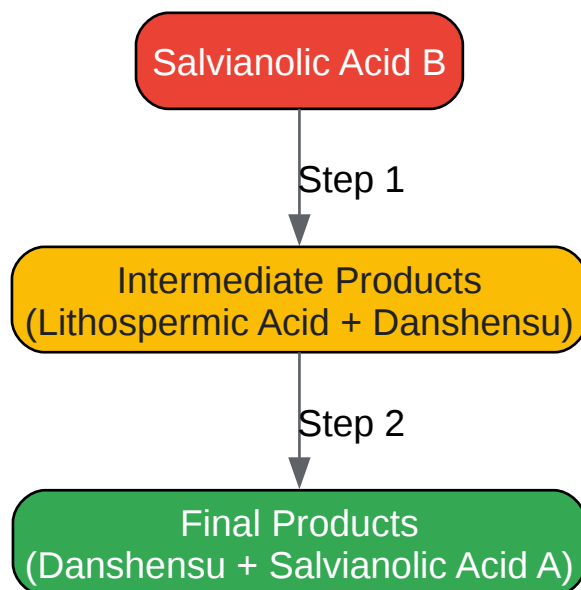 Salvianolic Acid B
Step 1
Intermediate Products
(Lithospermic Acid + Danshensu)
Step 2
Final Products
(Danshensu + Salvianolic Acid A)